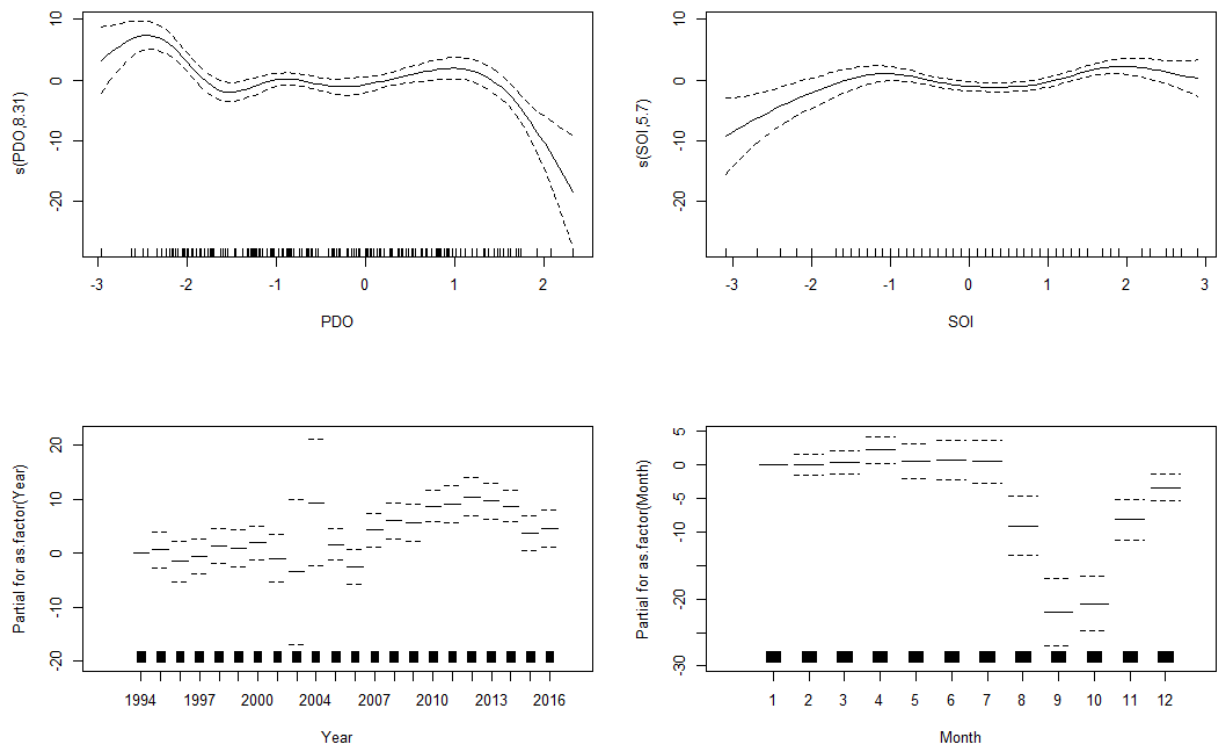 s(PDO,8.31)
10
0
-10
-20
-3 -2 -1 0 1 2
PDO
s(SOI,5.7)
10
0
-10
-20
-3 -2 -1 0 1 2 3
SOI
Partial for as.factor(Year)
20
10
0
-10
-20
1994 1997 2000 2004 2007 2010 2013 2016
Year
Partial for as.factor(Month)
5
0
-5
-10
-20
-30
1 2 3 4 5 6 7 8 9 10 11 12
Month